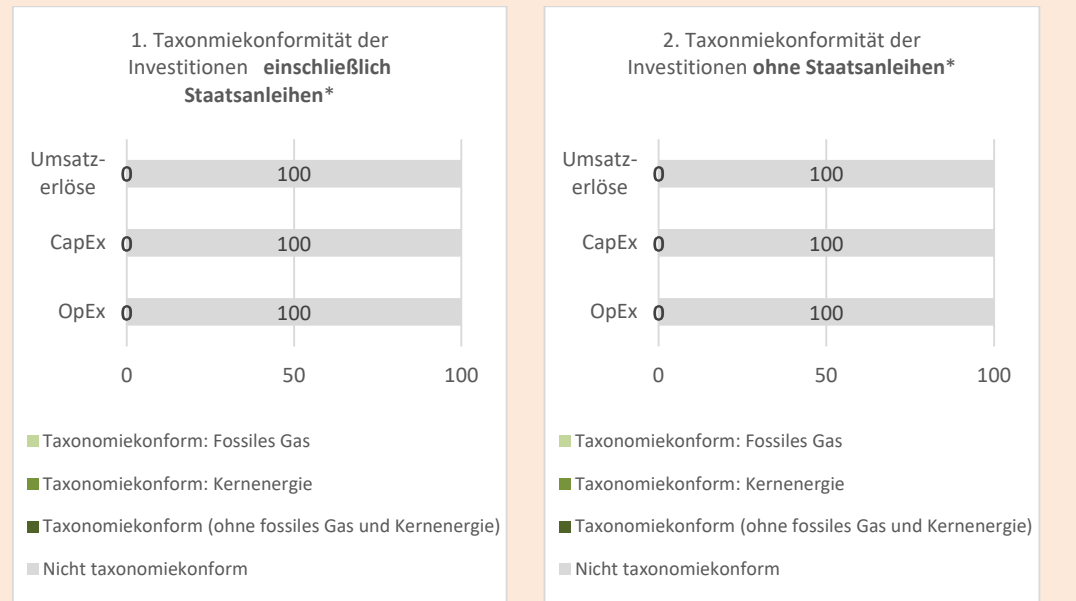 1. Taxonmiekonformität der
Investitionen einschließlich
Staatsanleihen*
Umsatz-
erlöse
0 100
CapEx 0 100
OpEx 0 100
0 50 100
Taxonomiekonform: Fossiles Gas
Taxonomiekonform: Kernenergie
Taxonomiekonform (ohne fossiles Gas und Kernenergie)
Nicht taxonomiekonform
2. Taxonmiekonformität der
Investitionen ohne Staatsanleihen*
Umsatz-
erlöse
0 100
CapEx 0 100
OpEx 0 100
0 50 100
Taxonomiekonform: Fossiles Gas
Taxonomiekonform: Kernenergie
Taxonomiekonform (ohne fossiles Gas und Kernenergie)
Nicht taxonomiekonform